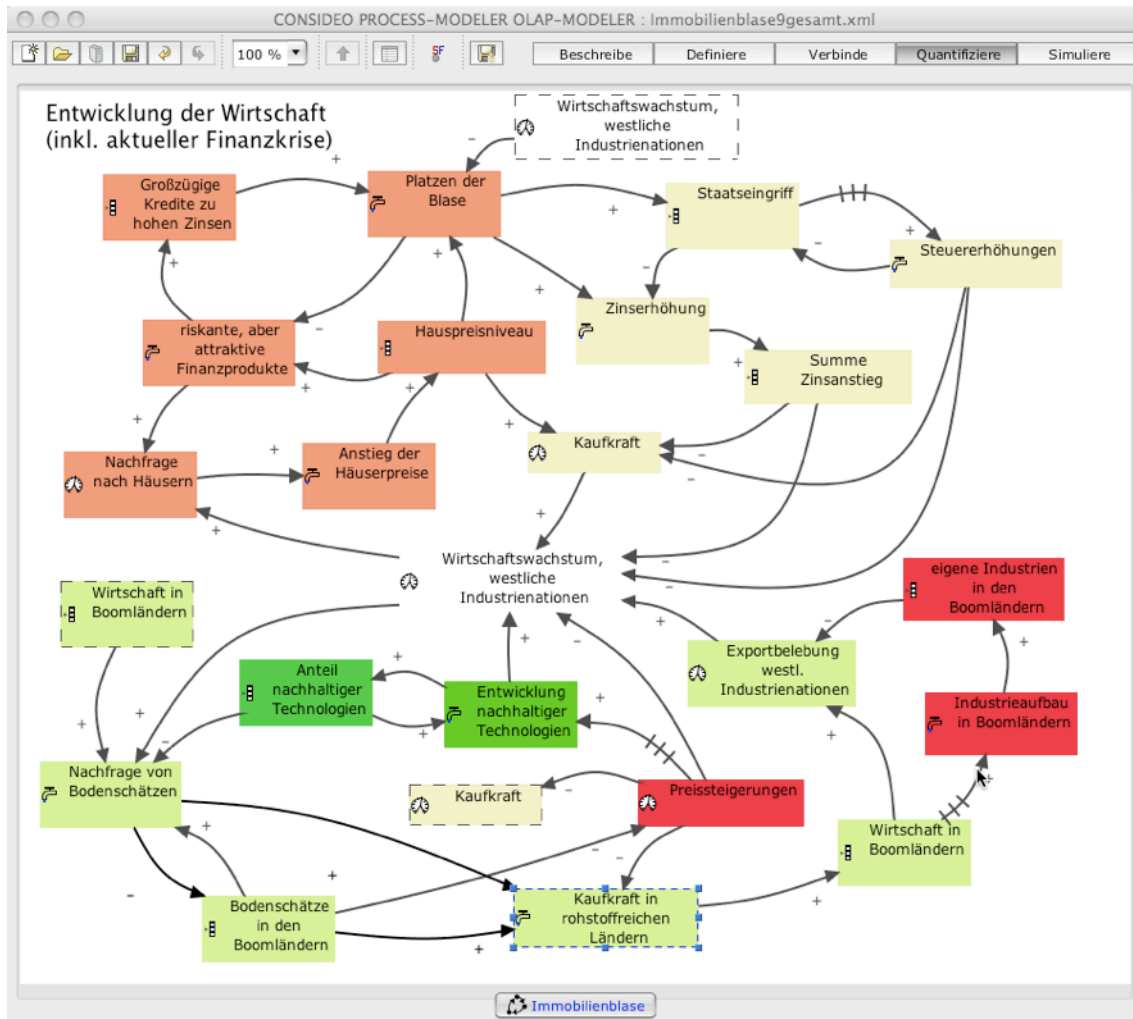 CONSIDEO PROCESS-MODELER OLAP-MODELER : Immobilienblase9gesamt.xml
100 %
SF
Beschreibe
Definiere
Verbinde
Quantifiziere
Simuliere
Entwicklung der Wirtschaft
(inkl. aktueller Finanzkrise)
Wirtschaftswachstum,
westliche
Industrienationen
Großzügige
Kredite zu
hohen Zinsen
Platzen der
Blase
Staatseingriff
Steuererhöhungen
riskante, aber
attraktive
Finanzprodukte
Hauspreisniveau
Zinserhöhung
Summe
Zinsanstieg
Nachfrage
nach Häusern
Anstieg der
Häuserpreise
Kaufkraft
Wirtschaftswachstum,
westliche
Industrienationen
eigene Industrien
in den
Boomländern
Wirtschaft in
Boomländern
Anteil
nachhaltiger
Technologien
Entwicklung
nachhaltiger
Technologien
Exportbelebung
westl.
Industrienationen
Industrieaufbau
in Boomländern
Nachfrage von
Bodenschätzen
Kaufkraft
Preissteigerungen
Wirtschaft in
Boomländern
Bodenschätze
in den
Boomländern
Kaufkraft in
rohstoffreichen
Ländern
Immobilienblase